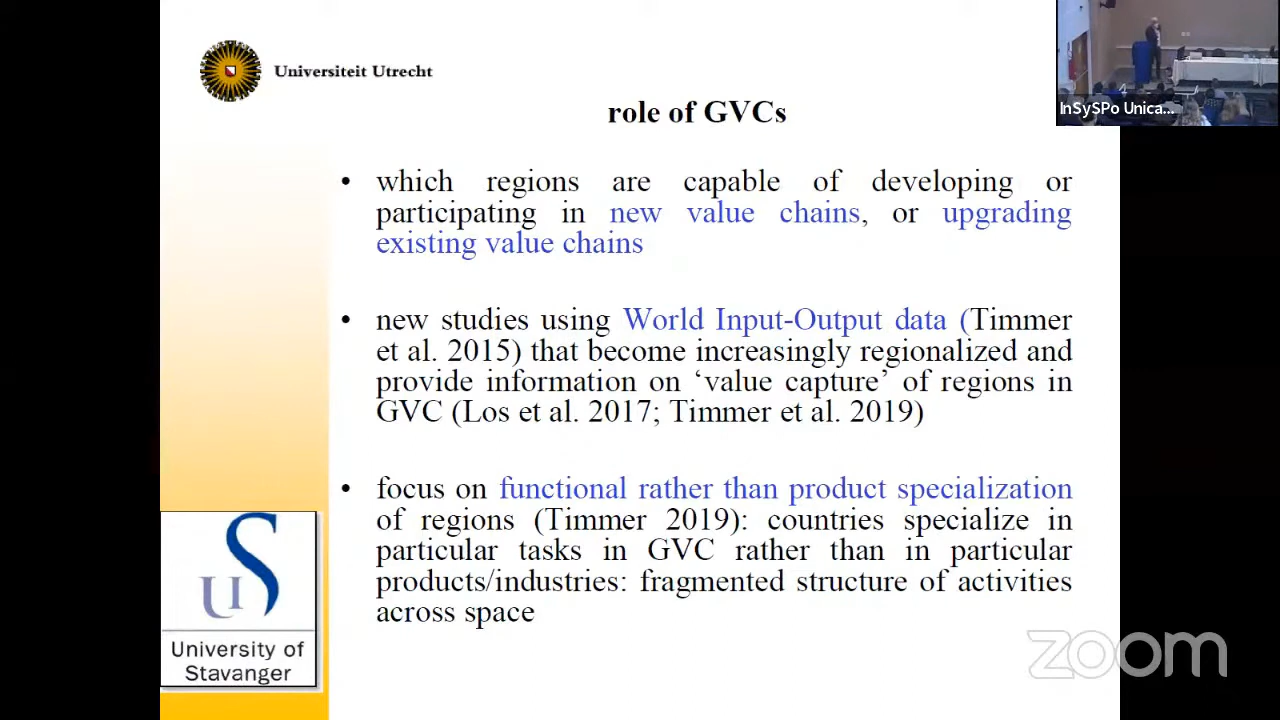 Universiteit Utrecht
InSySPo Unica...
role of GVCs
• which regions are capable of developing or
participating in new value chains, or upgrading
existing value chains
• new studies using World Input-Output data (Timmer
et al. 2015) that become increasingly regionalized and
provide information on ‘value capture’ of regions in
GVC (Los et al. 2017; Timmer et al. 2019)
• focus on functional rather than product specialization
of regions (Timmer 2019): countries specialize in
particular tasks in GVC rather than in particular
products/industries: fragmented structure of activities
across space
US
University of
Stavanger
zoom